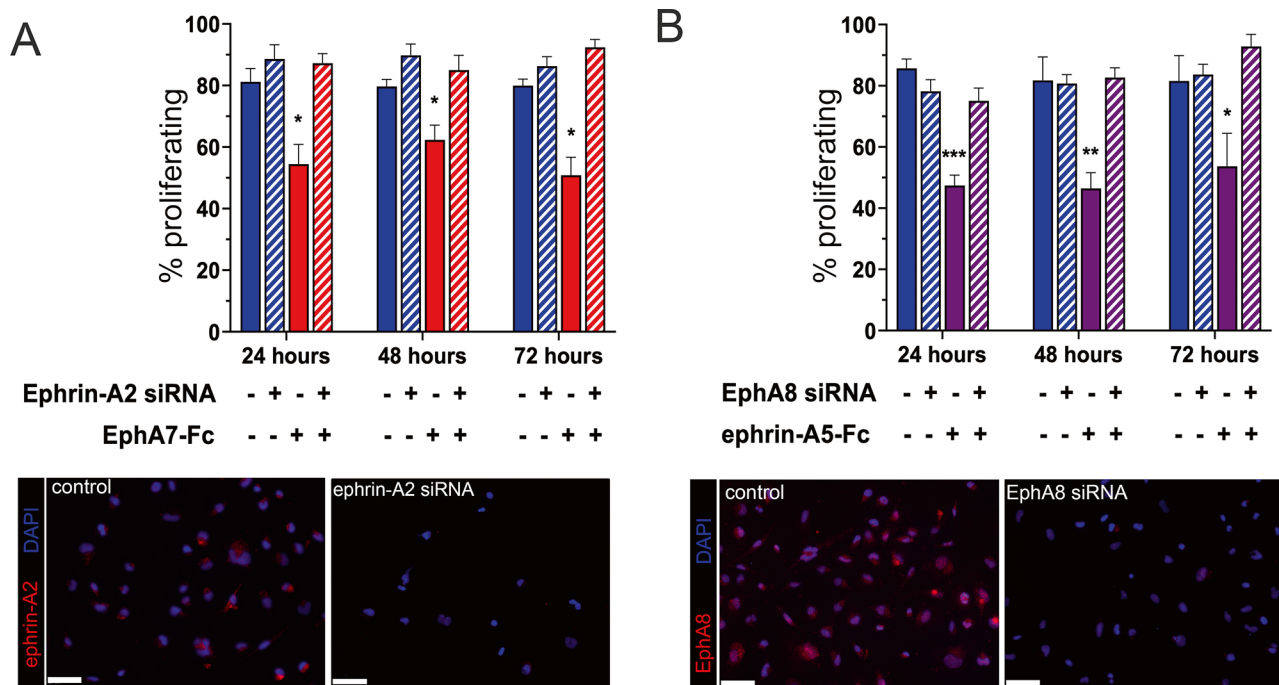 A
% proliferating
100
80
60
40
20
0
* * *
24 hours 48 hours 72 hours
Ephrin-A2 siRNA - + - + - + - + - + - +
EphA7-Fc - - + + - - + + - - + +
ephrin-A2 DAPI
control
ephrin-A2 siRNA
B
% proliferating
100
80
60
40
20
0
*** ** *
24 hours 48 hours 72 hours
EphA8 siRNA - + - + - + - + - + - +
ephrin-A5-Fc - - + + - - + + - - + +
EphA8 DAPI
control
EphA8 siRNA